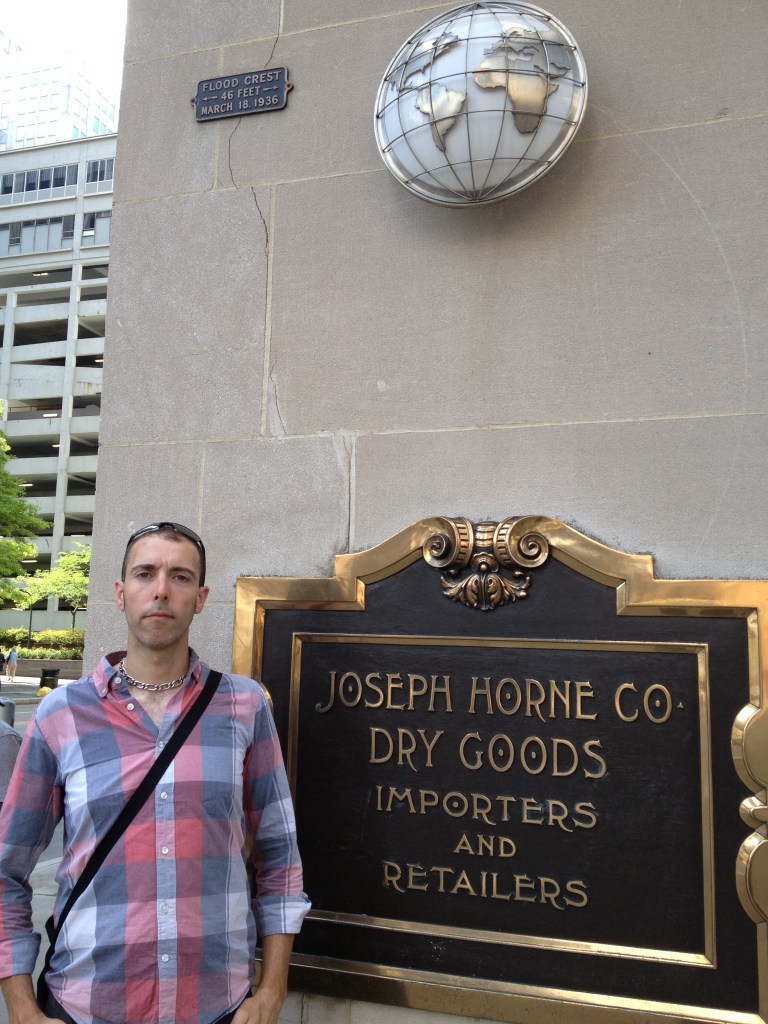 FLOOD CREST
←46 FEET→
MARCH 18, 1936
JOSEPH HORNE CO.
DRY GOODS
IMPORTERS
AND
RETAILERS